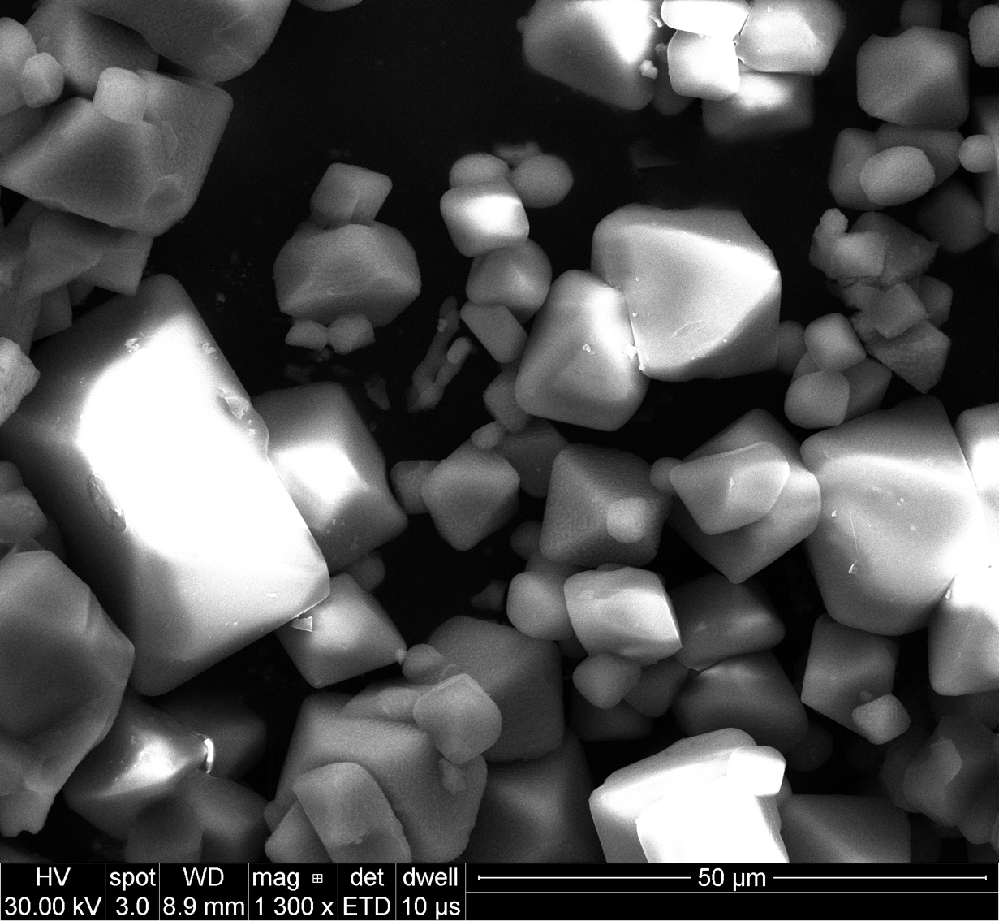 HV spot WD mag det dwell
30.00 kV 3.0 8.9 mm 1 300 x ETD 10 µs
50 µm